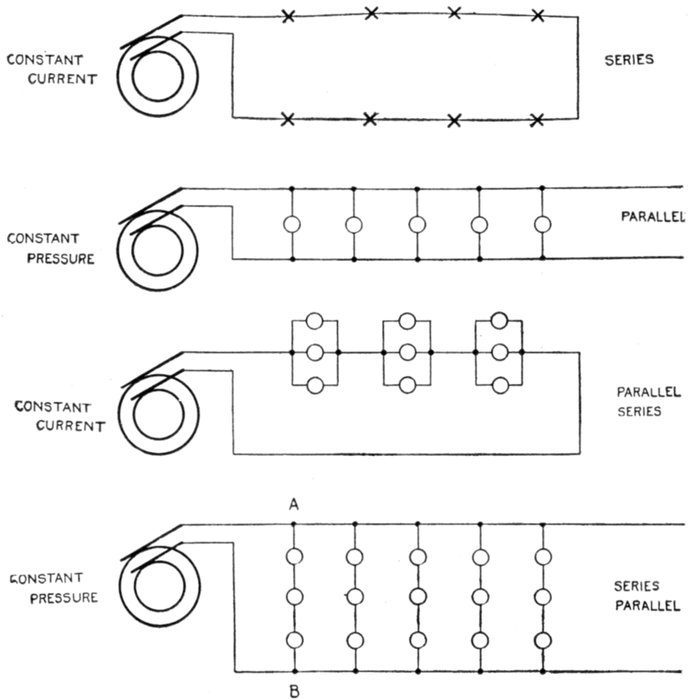 CONSTANT
CURRENT
SERIES
CONSTANT
PRESSURE
PARALLEL
CONSTANT
CURRENT
PARALLEL
SERIES
A
CONSTANT
PRESSURE
SERIES
PARALLEL
B